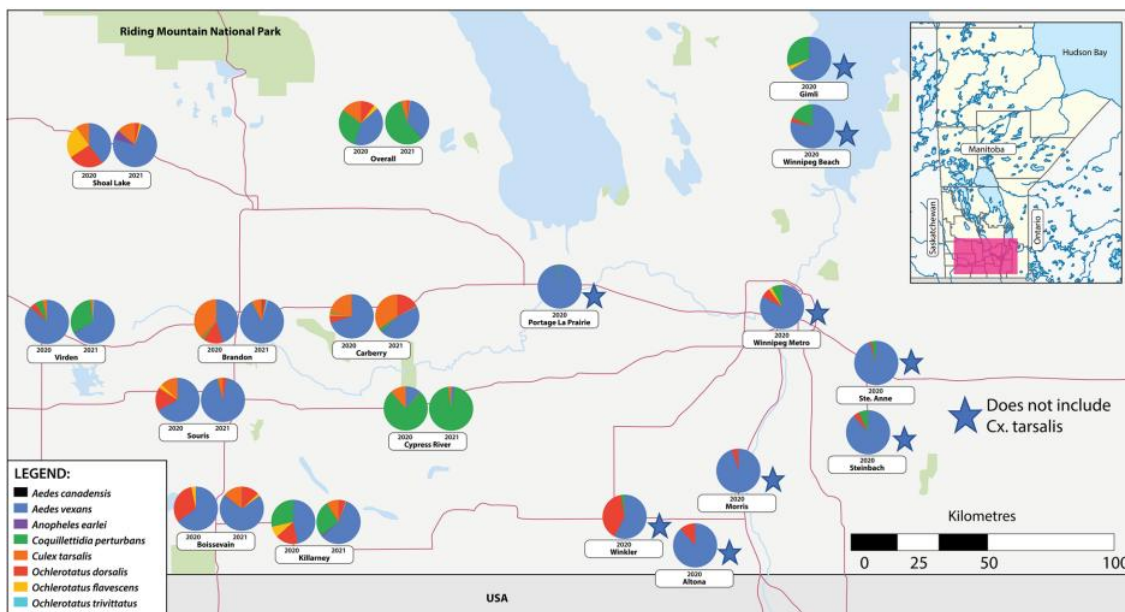 Riding Mountain National Park
Hudson Bay
Manitoba
Saskatchewan
Ontario
2020
Gimli
2020
Winnipeg Beach
2020 2021
Overall
2020 2021
Shoal Lake
2020
Portage La Prairie
2020
Winnipeg Metro
2020 2021
Virden
2020 2021
Brandon
2020 2021
Carberry
2020
Ste. Anne
2020 2021
Souris
2020 2021
Cypress River
Does not include
Cx. tarsalis
2020
Steinbach
2020
Morris
2020 2021
Boissevain
2020 2021
Killarney
2020
Winkler
2020
Altona
LEGEND:
Aedes canadensis
Aedes vexans
Anopheles earlei
Coquillettidia perturbans
Culex tarsalis
Ochlerotatus dorsalis
Ochlerotatus flavescens
Ochlerotatus trivittatus
Kilometres
0 25 50 100
USA